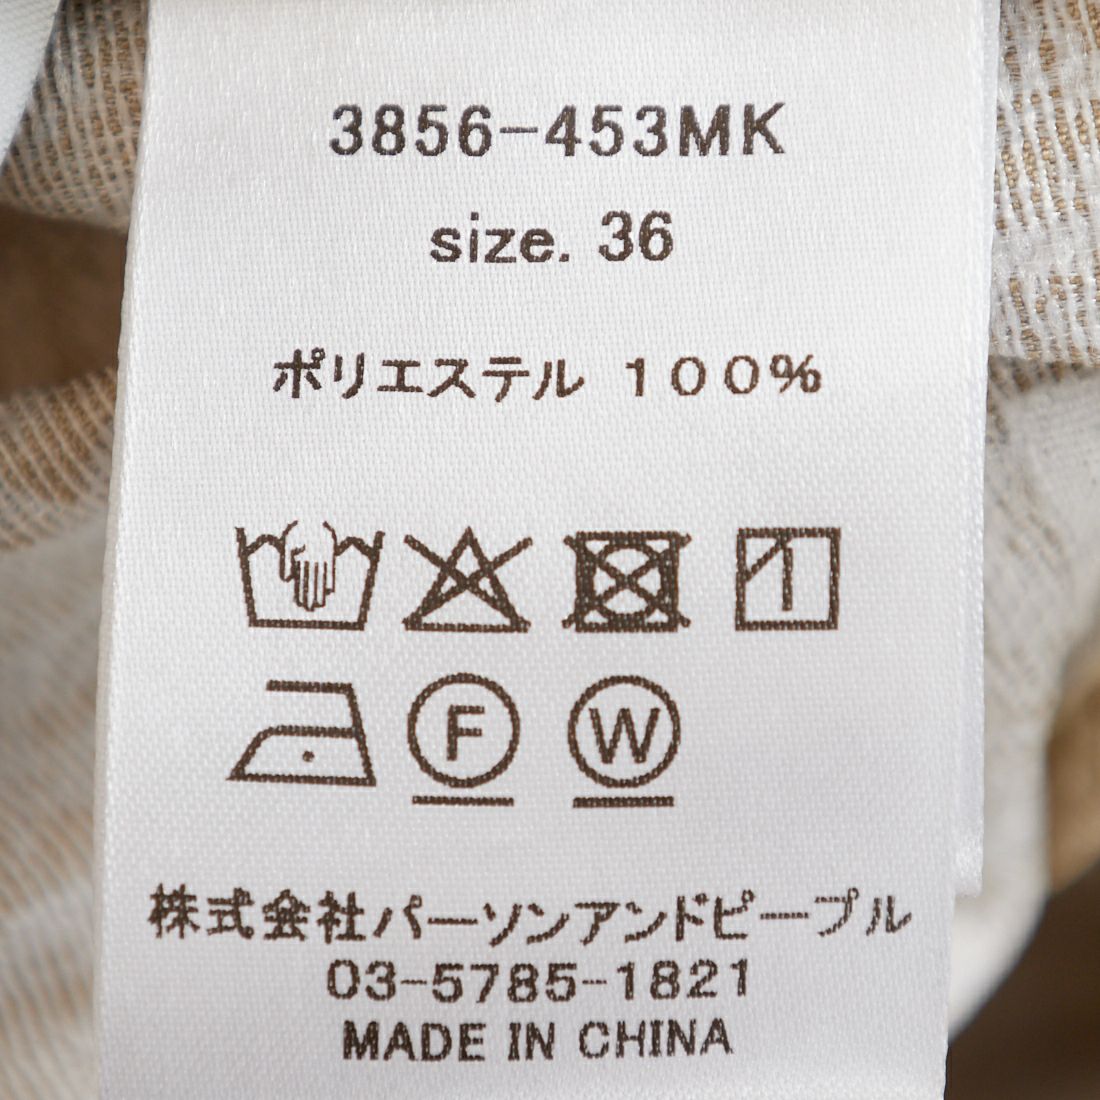 3856-453MK
size. 36
ポリエステル 100%
F W
株式会社パーソンアンドピープル
03-5785-1821
MADE IN CHINA